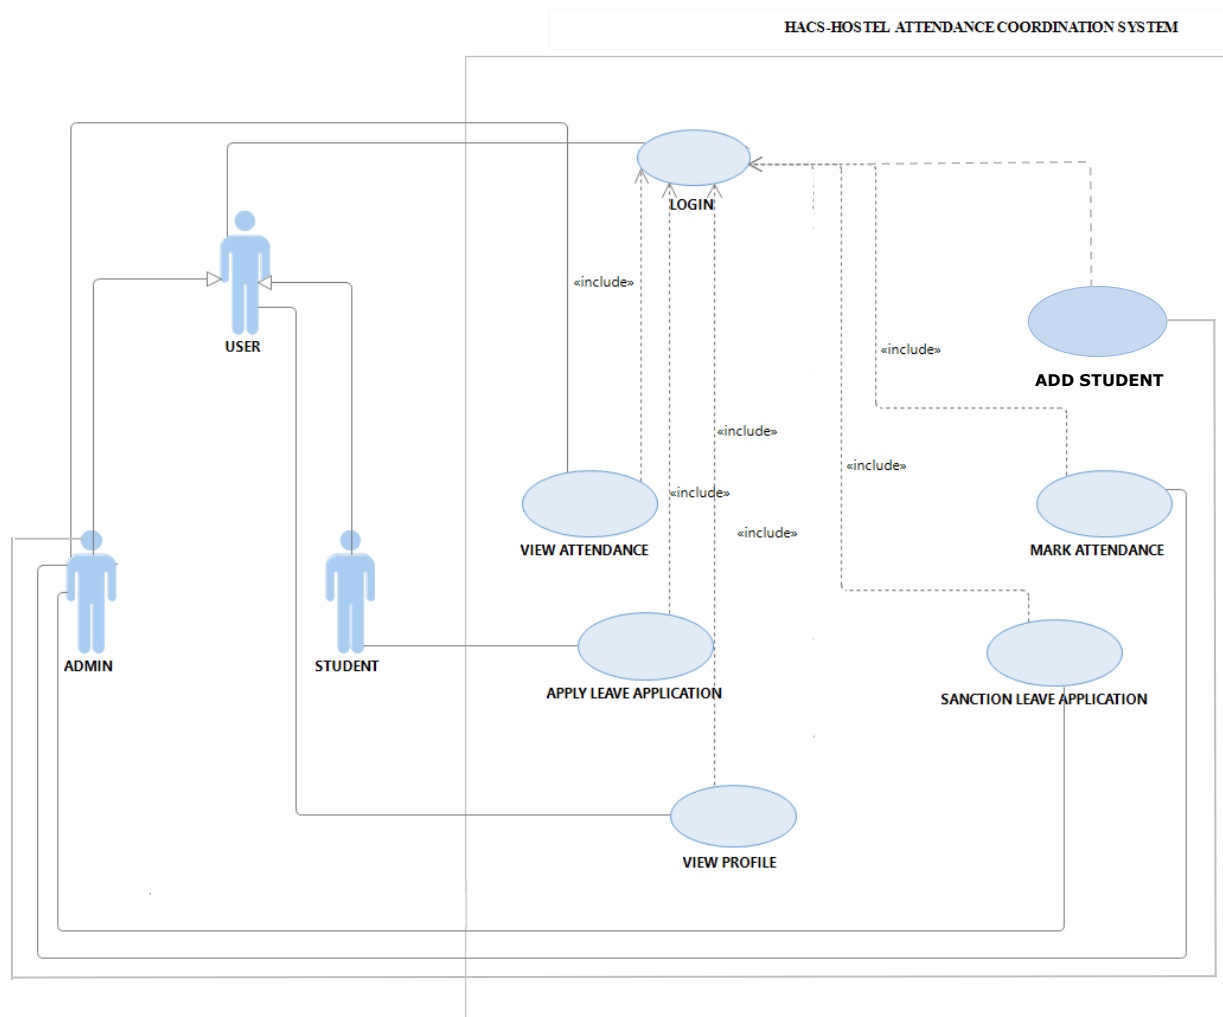 HACS-HOSTEL ATTENDANCE COORDINATION SYSTEM
LOGIN
«include»
USER
«include»
ADD STUDENT
«include»
«include»
«include»
«include»
VIEW ATTENDANCE
MARK ATTENDANCE
ADMIN
STUDENT
APPLY LEAVE APPLICATION
SANCTION LEAVE APPLICATION
VIEW PROFILE